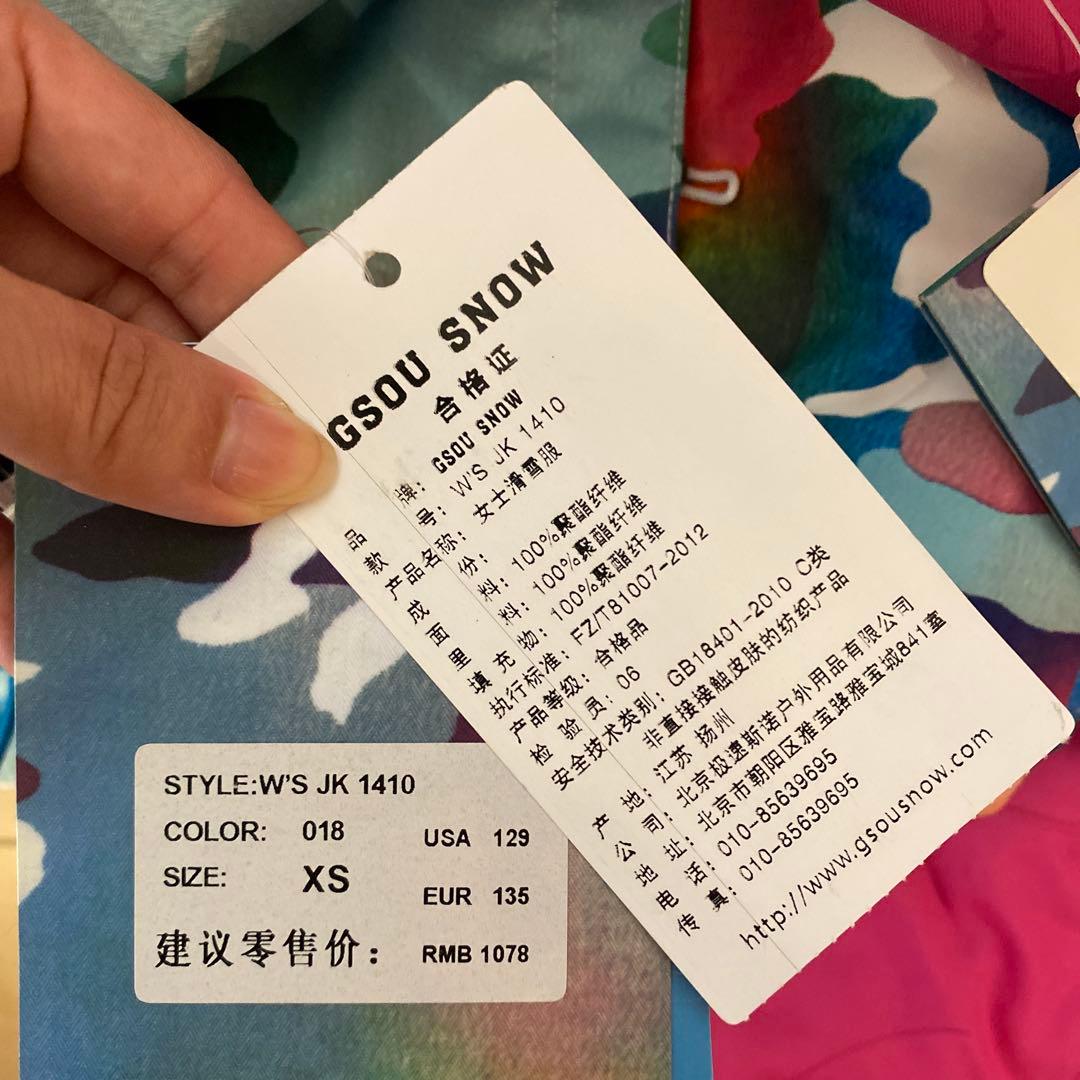 GSOU SNOW
合格证
品牌: GSOU SNOW
款号: W'S JK 1410
产品名称: 女士滑雪服
成份:
面料: 100%聚酯纤维
里料: 100%聚酯纤维
填充物: 100%聚酯纤维
执行标准: FZ/T81007-2012
产品等级: 合格品
检验员: 06
安全技术类别: GB18401-2010 C类
非直接接触皮肤的纺织产品
产地: 江苏 扬州
公司: 北京极速斯诺户外用品有限公司
地址: 北京市朝阳区雅宝路雅宝城841室
电话: 010-85639695
传真: 010-85639695
http://www.gsousnow.com
STYLE:W'S JK 1410
COLOR: 018 USA 129
SIZE: XS EUR 135
建议零售价: RMB 1078